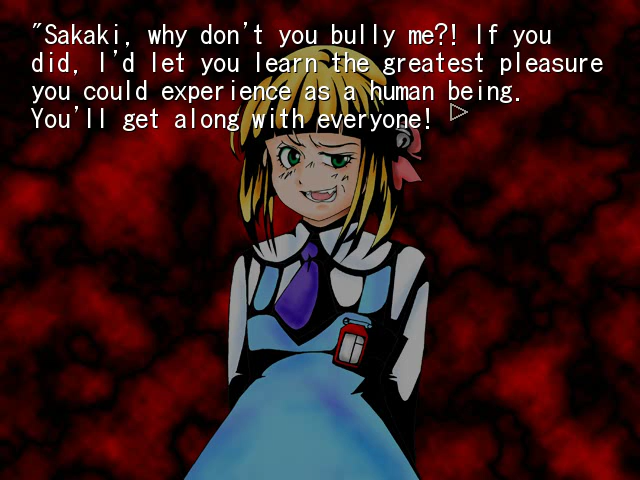 "Sakaki, why don't you bully me?! If you
did, I'd let you learn the greatest pleasure
you could experience as a human being.
You'll get along with everyone!